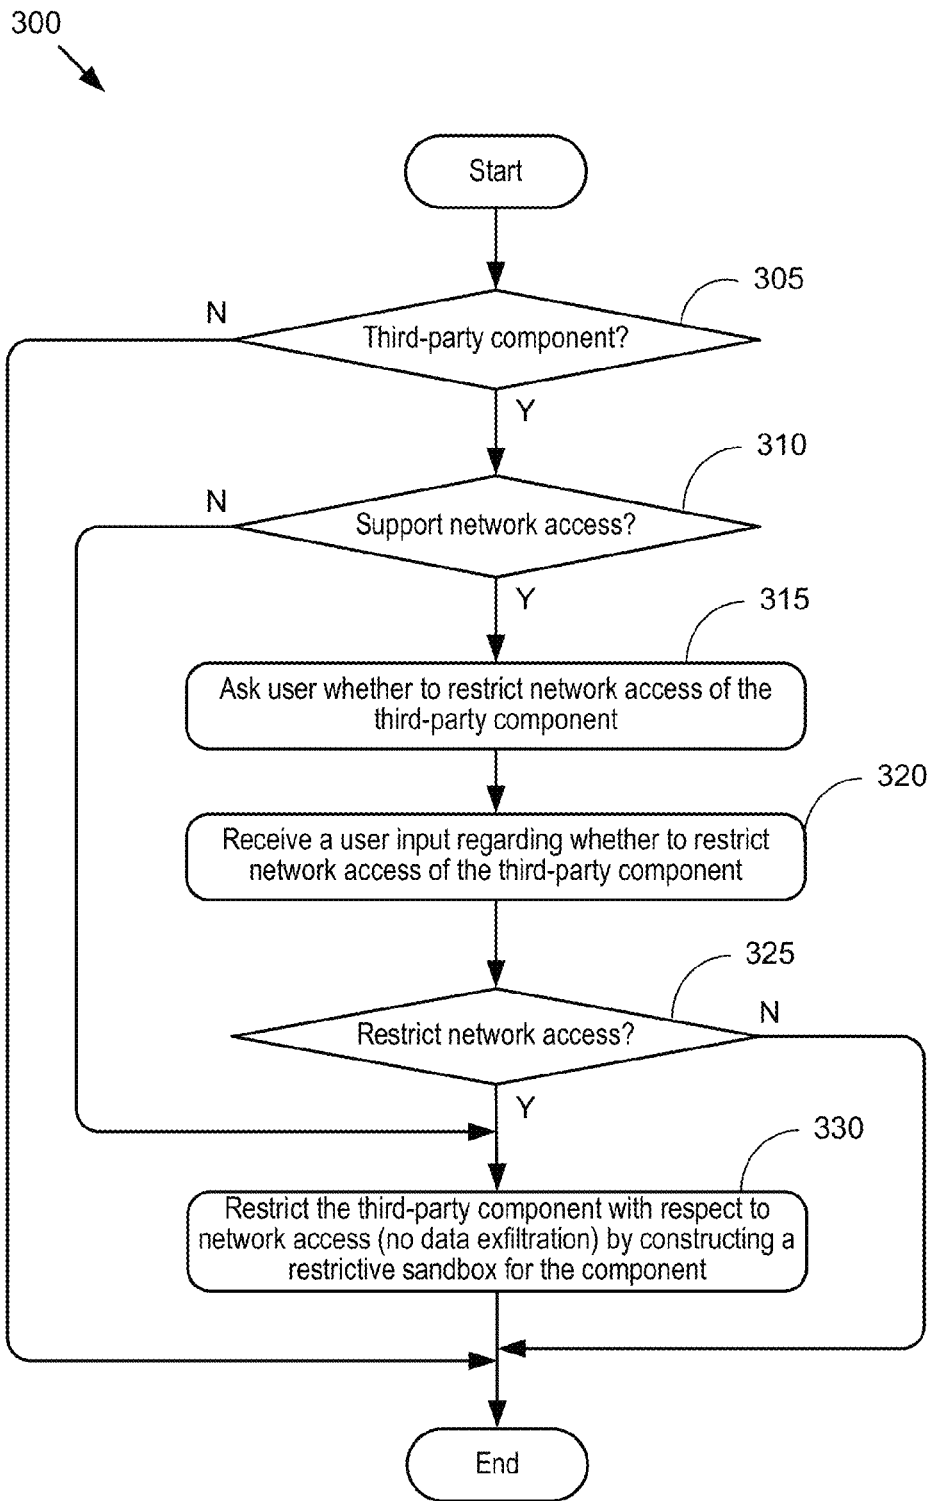 300
Start
305
N
Third-party component?
Y
310
N
Support network access?
Y
315
Ask user whether to restrict network access of the
third-party component
320
Receive a user input regarding whether to restrict
network access of the third-party component
325
N
Restrict network access?
Y
330
Restrict the third-party component with respect to
network access (no data exfiltration) by constructing a
restrictive sandbox for the component
End